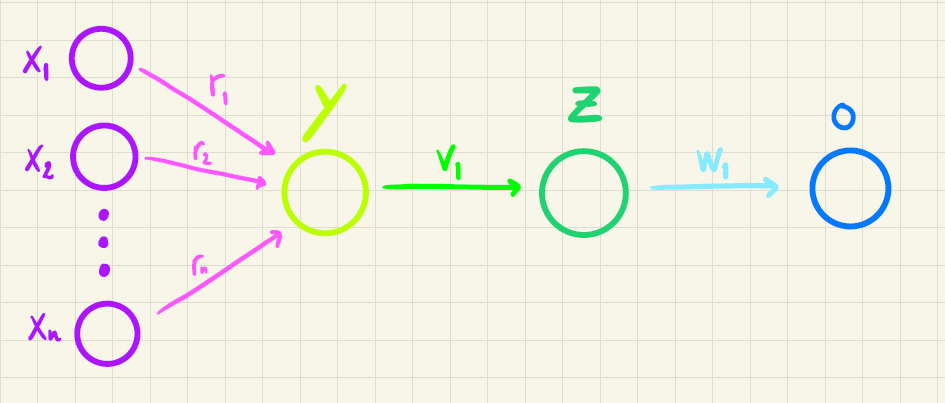 x₁
r₁
Y
Z
o
x₂
r₂
V₁
W₁
xₙ
rₙ